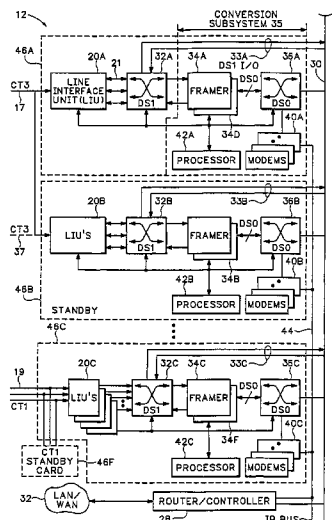 CONVERSION
SUBSYSTEM 35
12
46A
20A
21
32A
33A
34A
DS1 I/O
36A
30
LINE
INTERFACE
UNIT(LIU)
DS1
FRAMER
DS0
DS0
CT3
17
34D
40A
42A
PROCESSOR
MODEMS
20B
32B
33B
34B
36B
CT3
37
LIU'S
DS1
FRAMER
DS0
DS0
40B
42B
46B
STANDBY
PROCESSOR
MODEMS
44
46C
20C
32C
34C
33C
36C
19
CT1
LIU'S
DS1
FRAMER
DS0
DS0
34F
40C
CT1
STANDBY
CARD
46F
42C
PROCESSOR
MODEMS
32
LAN/
WAN
ROUTER/CONTROLLER
28
IP BUS